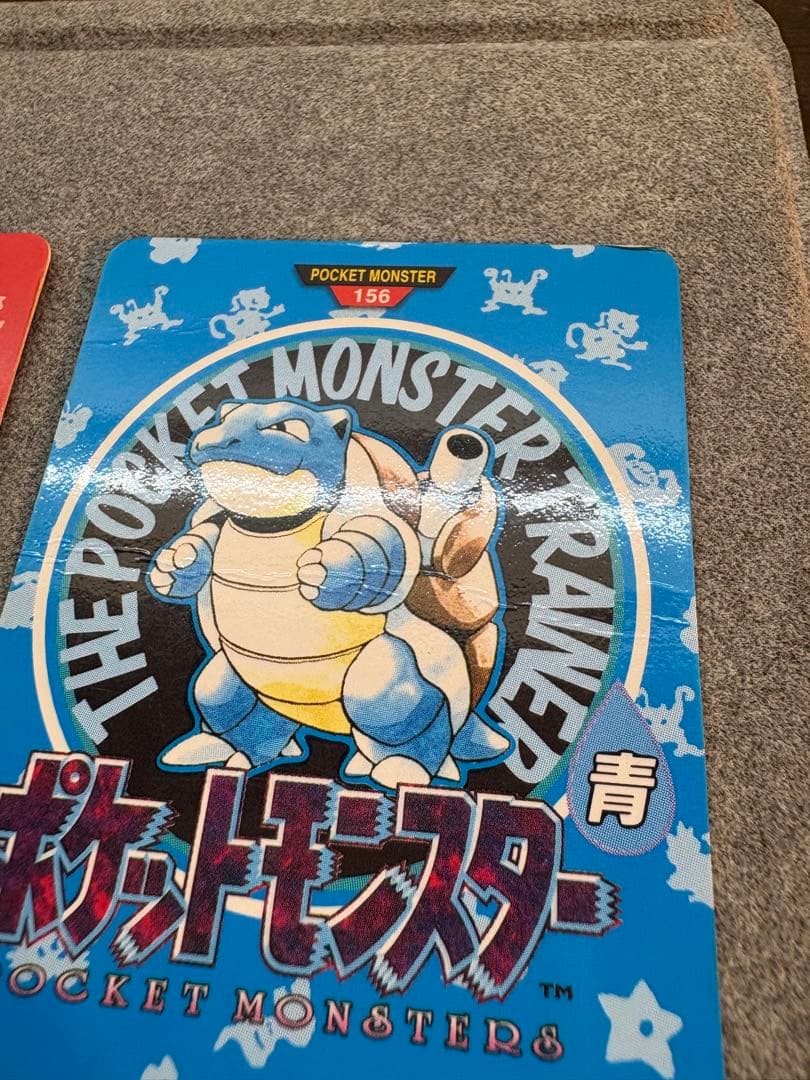 POCKET MONSTER
156
THE POCKET MONSTER TRAINER
青
ポケットモンスター
TM
POCKET MONSTERS